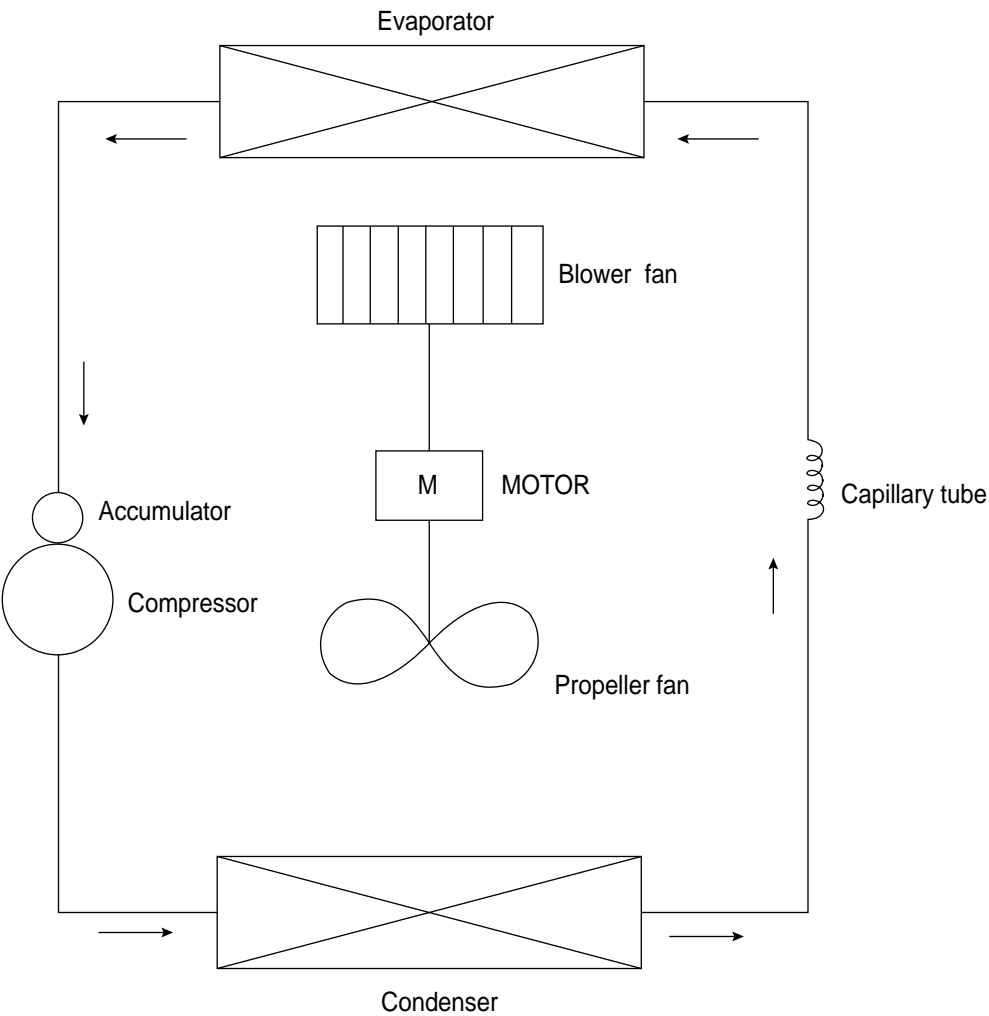 Evaporator
Blower fan
M
MOTOR
Capillary tube
Accumulator
Compressor
Propeller fan
Condenser